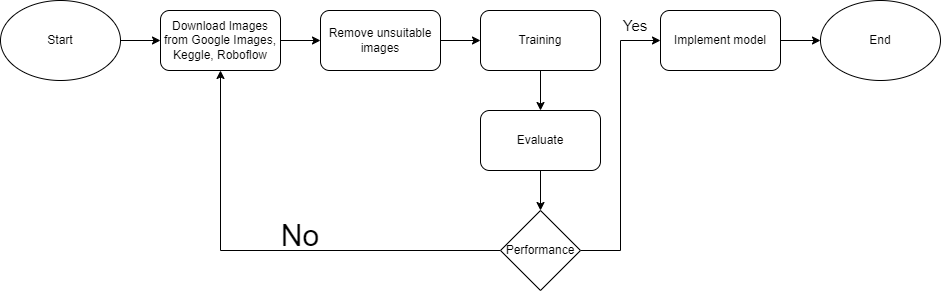 Start
Download Images
from Google Images,
Keggle, Roboflow
Remove unsuitable
images
Training
Yes
Implement model
End
Evaluate
No
Performance